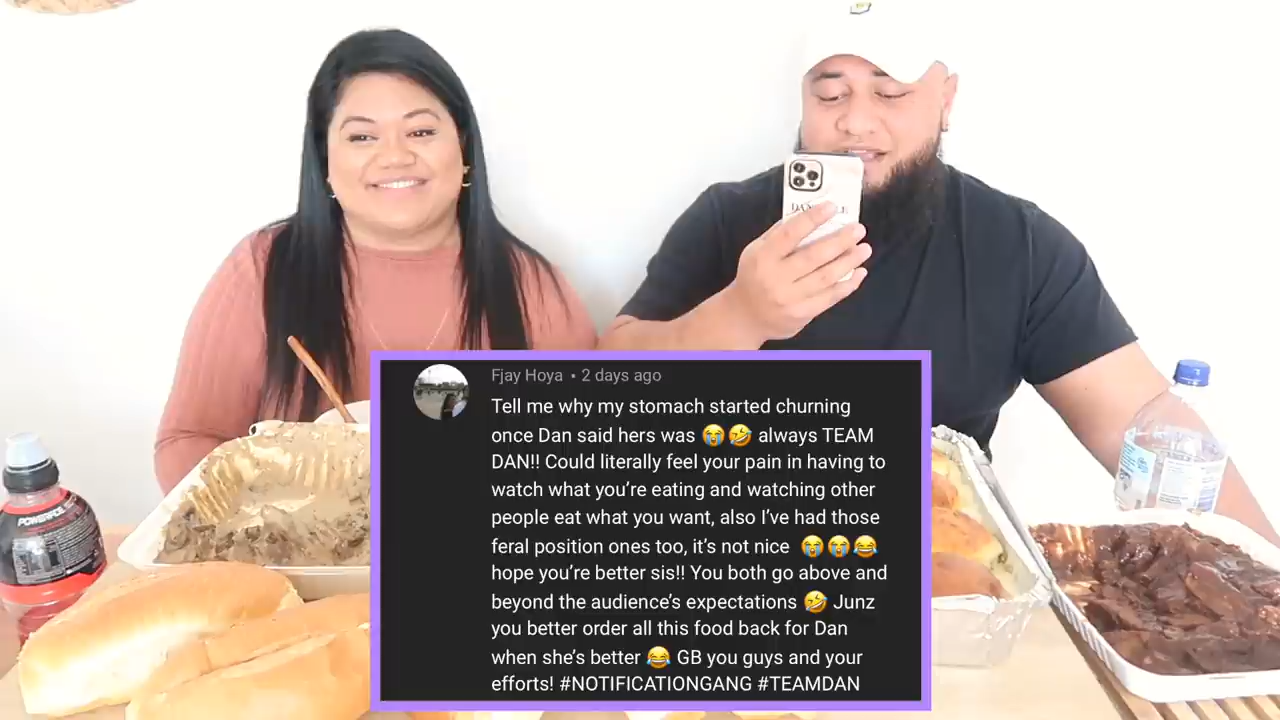 Fjay Hoya • 2 days ago
Tell me why my stomach started churning
once Dan said hers was 😭🤣 always TEAM
DAN!! Could literally feel your pain in having to
watch what you’re eating and watching other
people eat what you want, also I’ve had those
feral position ones too, it’s not nice 😭😭😂
hope you’re better sis!! You both go above and
beyond the audience’s expectations 🤣 Junz
you better order all this food back for Dan
when she’s better 😂 GB you guys and your
efforts! #NOTIFICATIONGANG #TEAMDAN
POWERADE